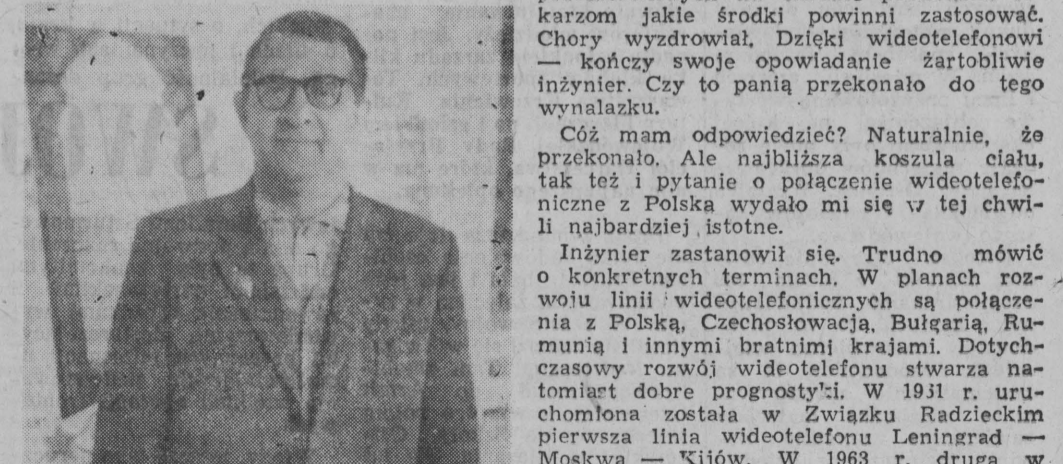 karzom jakie środki powinni zastosować.
Chory wyzdrowiał. Dzięki wideotelefonowi
— kończy swoje opowiadanie żartobliwie
inżynier. Czy to panią przekonało do tego
wynalazku.
Cóż mam odpowiedzieć? Naturalnie, że
przekonało. Ale najbliższa koszula ciału,
tak też i pytanie o połączenie wideotelefo-
niczne z Polską wydało mi się w tej chwi-
li najbardziej istotne.
Inżynier zastanowił się. Trudno mówić
o konkretnych terminach. W planach roz-
woju linii wideotelefonicznych są połącze-
nia z Polską, Czechosłowacją, Bułgarią, Ru-
munią i innymi bratnimi krajami. Dotych-
czasowy rozwój wideotelefonu stwarza na-
tomiast dobre prognostyki. W 1961 r. uru-
chomiona została w Związku Radzieckim
pierwsza linia wideotelefonu Leningrad —
Moskwa — Kijów. W 1963 r. druga w